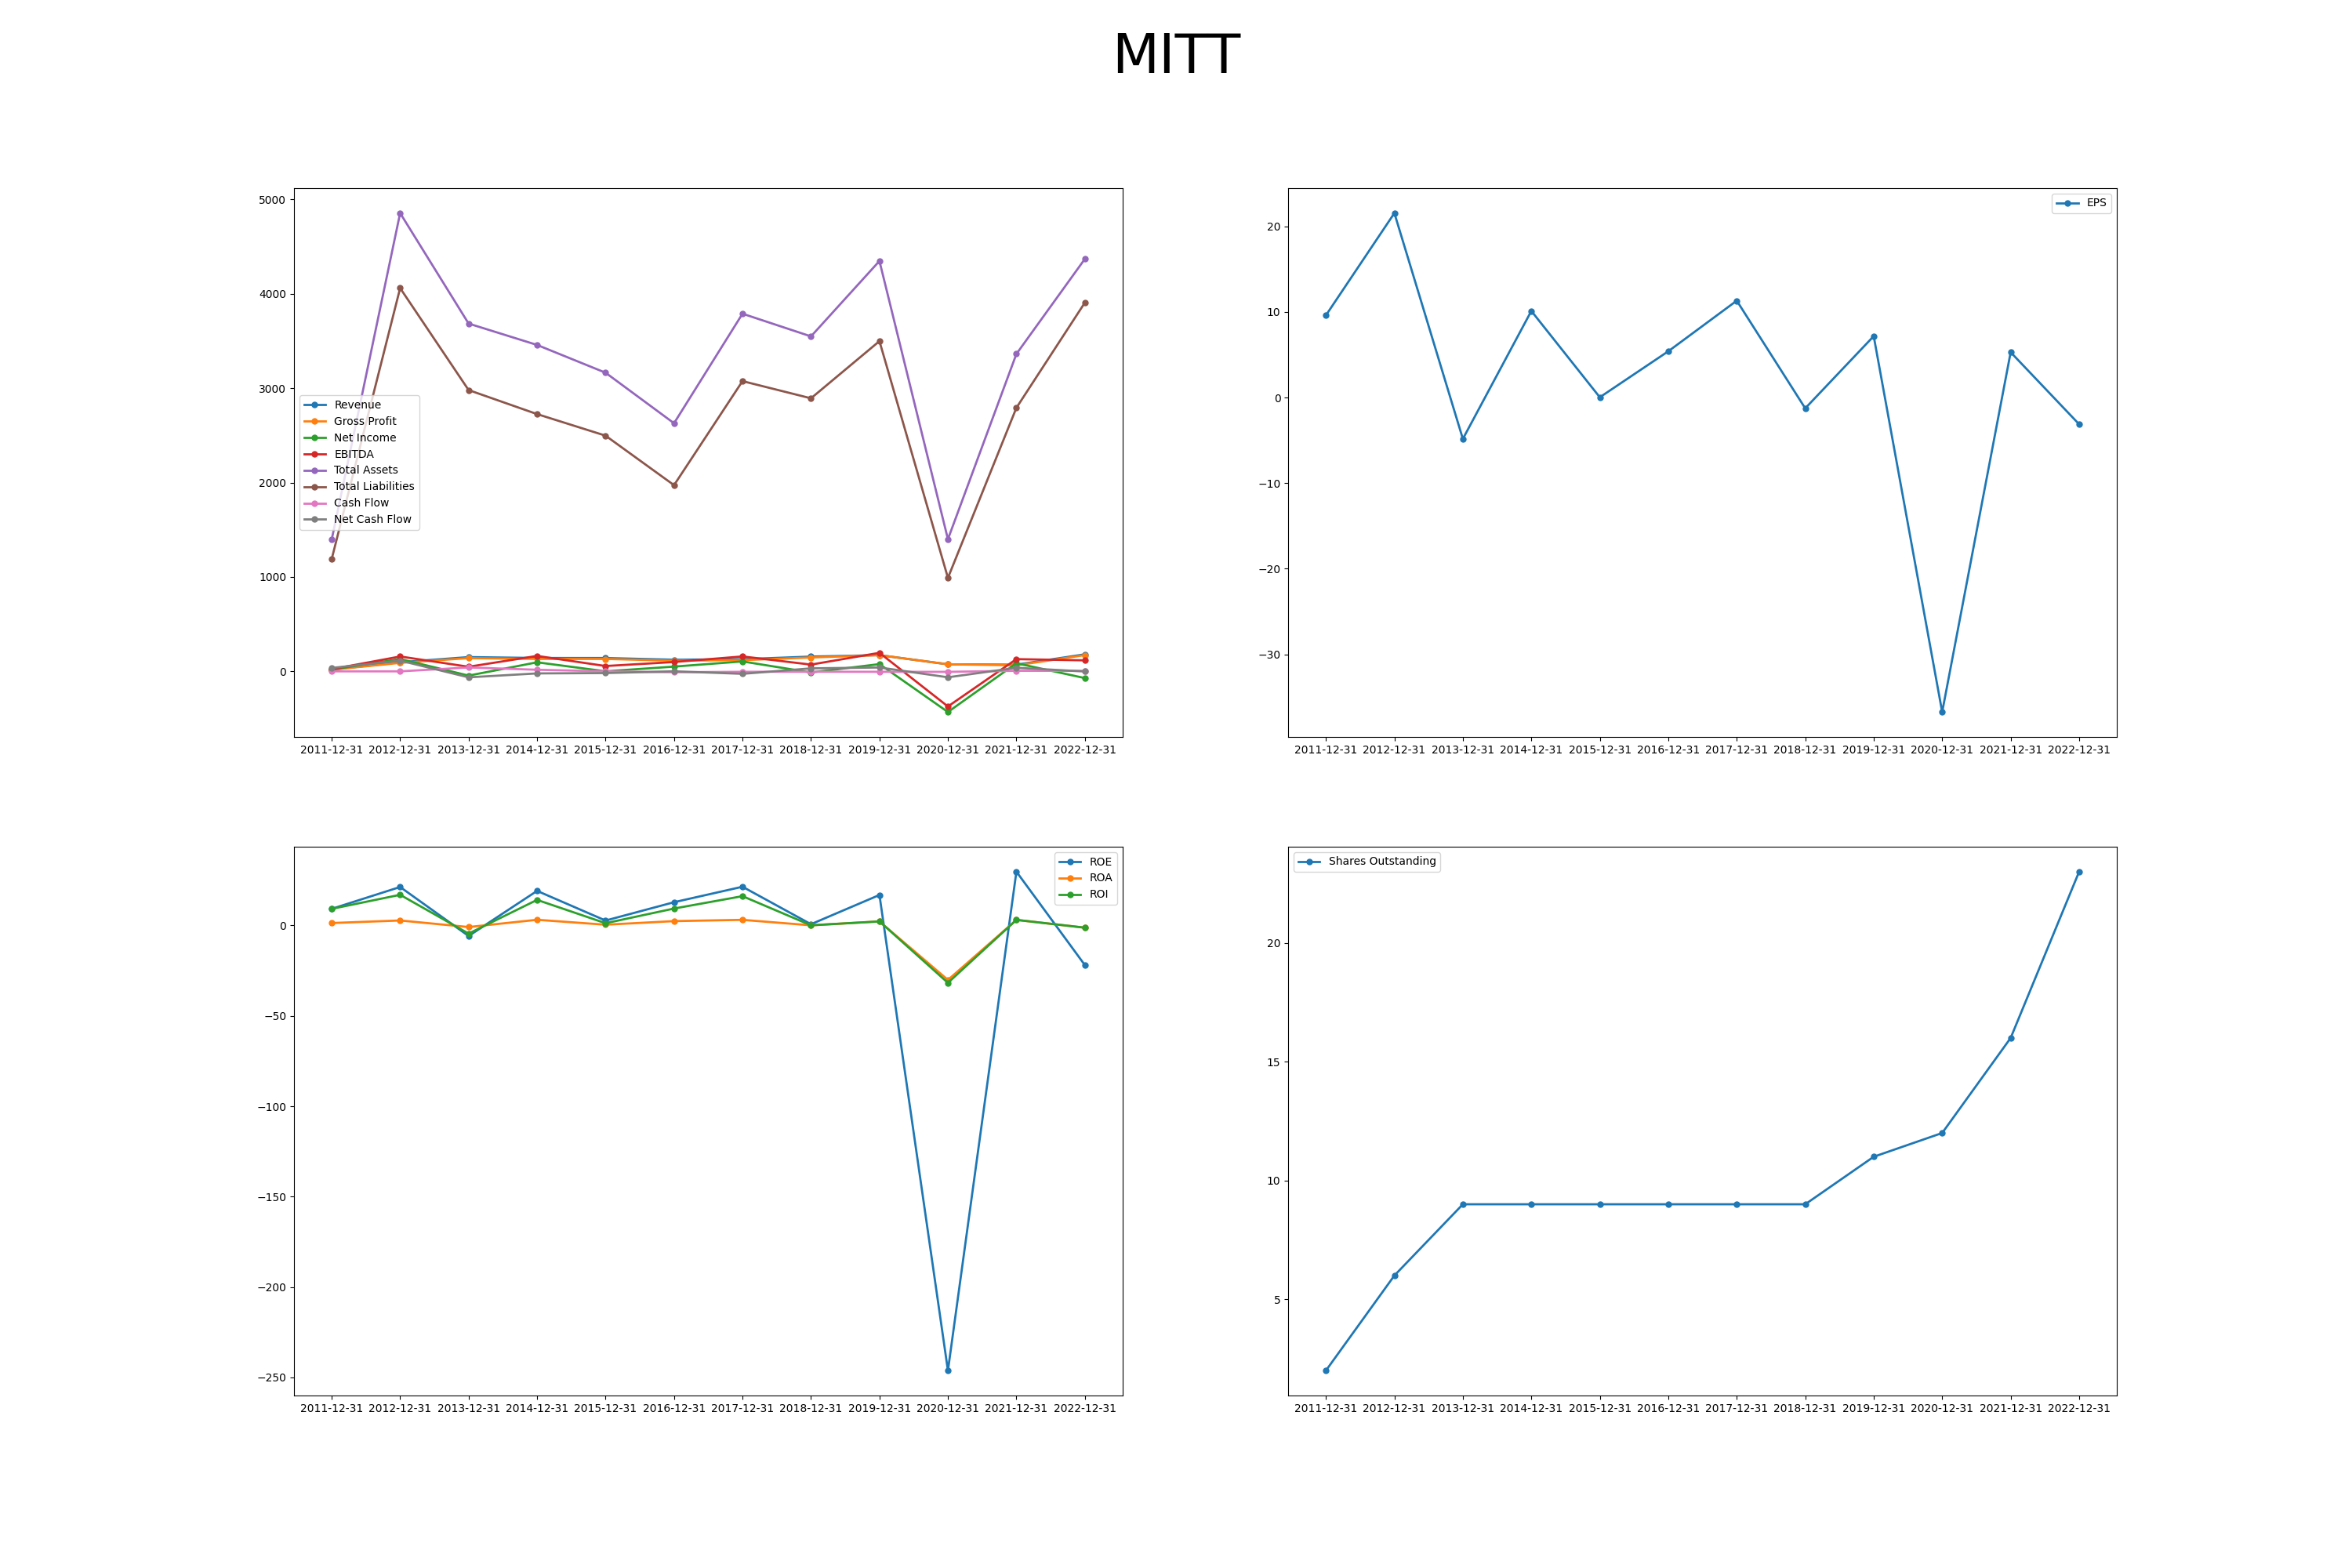 MITT
5000
4000
3000
2000
1000
0
Revenue
Gross Profit
Net Income
EBITDA
Total Assets
Total Liabilities
Cash Flow
Net Cash Flow
2011-12-31 2012-12-31 2013-12-31 2014-12-31 2015-12-31 2016-12-31 2017-12-31 2018-12-31 2019-12-31 2020-12-31 2021-12-31 2022-12-31
20
10
0
−10
−20
−30
EPS
2011-12-31 2012-12-31 2013-12-31 2014-12-31 2015-12-31 2016-12-31 2017-12-31 2018-12-31 2019-12-31 2020-12-31 2021-12-31 2022-12-31
0
−50
−100
−150
−200
−250
ROE
ROA
ROI
2011-12-31 2012-12-31 2013-12-31 2014-12-31 2015-12-31 2016-12-31 2017-12-31 2018-12-31 2019-12-31 2020-12-31 2021-12-31 2022-12-31
Shares Outstanding
20
15
10
5
2011-12-31 2012-12-31 2013-12-31 2014-12-31 2015-12-31 2016-12-31 2017-12-31 2018-12-31 2019-12-31 2020-12-31 2021-12-31 2022-12-31